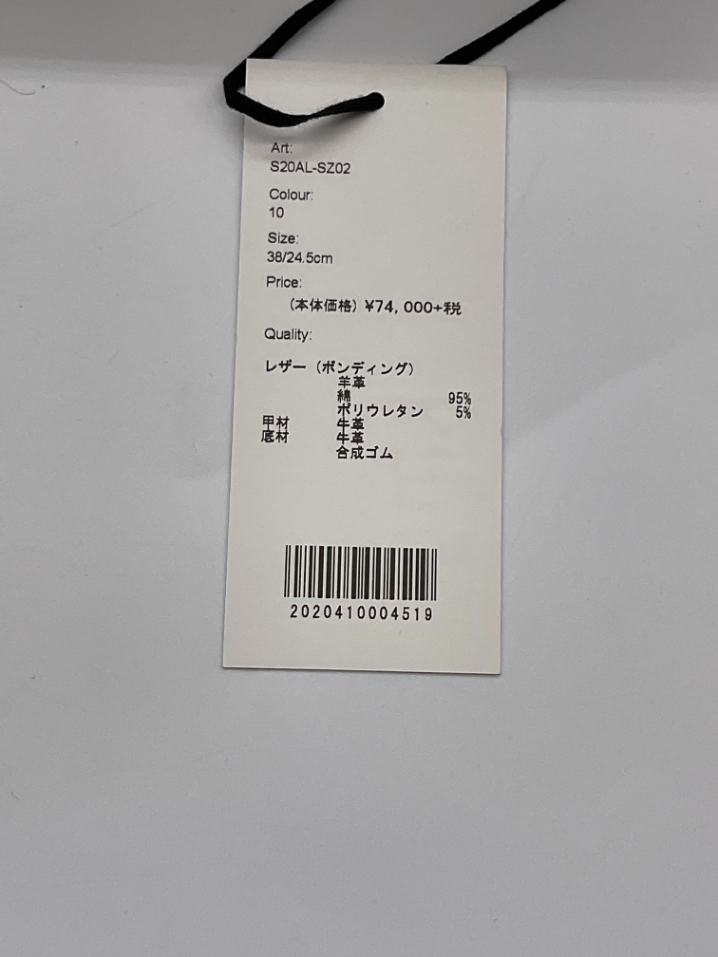 Art:
S20AL-SZ02
Colour:
10
Size:
38/24.5cm
Price:
(本体価格) ¥74,000+税
Quality:
レザー (ボンディング)
羊革
綿 95%
ポリウレタン 5%
甲材 牛革
底材 牛革
合成ゴム
2020410004519